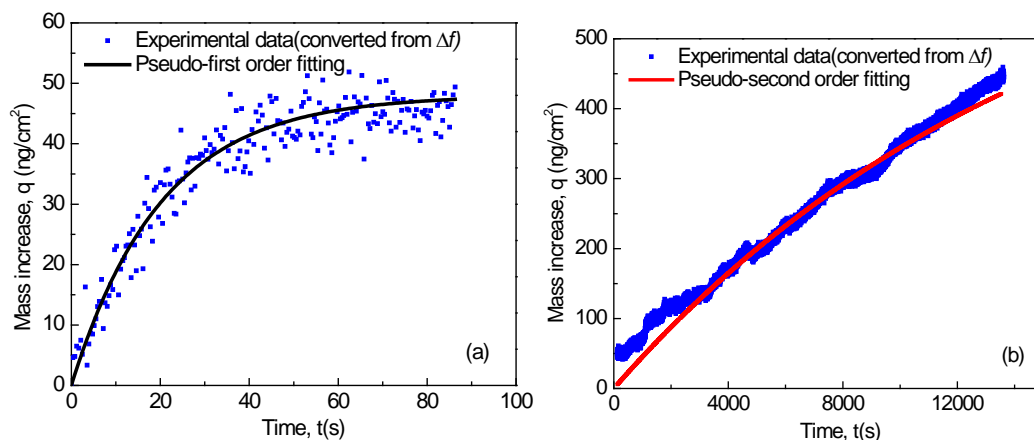 60
50
40
30
20
10
0
Mass increase, q (ng/cm²)
Experimental data(converted from Δf)
Pseudo-first order fitting
(a)
0 20 40 60 80 100
Time, t(s)
500
400
300
200
100
0
Mass increase, q (ng/cm²)
Experimental data(converted from Δf)
Pseudo-second order fitting
(b)
0 4000 8000 12000
Time, t(s)